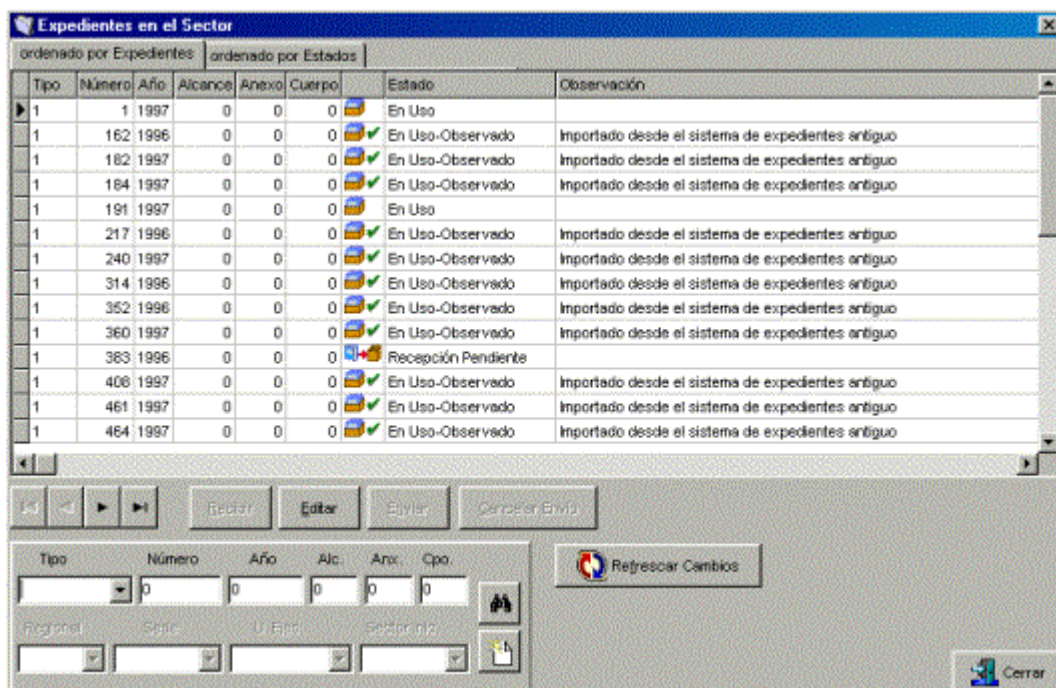 Expedientes en el Sector
ordenado por Expedientes ordenado por Estados
Tipo Número Año Alcance Anexo Cuerpo Estado Observación
1 1 1997 0 0 0 En Uso
1 162 1996 0 0 0 En Uso-Observado Importado desde el sistema de expedientes antiguo
1 182 1997 0 0 0 En Uso-Observado Importado desde el sistema de expedientes antiguo
1 184 1997 0 0 0 En Uso-Observado Importado desde el sistema de expedientes antiguo
1 191 1997 0 0 0 En Uso
1 217 1996 0 0 0 En Uso-Observado Importado desde el sistema de expedientes antiguo
1 240 1997 0 0 0 En Uso-Observado Importado desde el sistema de expedientes antiguo
1 314 1996 0 0 0 En Uso-Observado Importado desde el sistema de expedientes antiguo
1 352 1996 0 0 0 En Uso-Observado Importado desde el sistema de expedientes antiguo
1 360 1997 0 0 0 En Uso-Observado Importado desde el sistema de expedientes antiguo
1 383 1996 0 0 0 Recepción Pendiente
1 408 1997 0 0 0 En Uso-Observado Importado desde el sistema de expedientes antiguo
1 461 1997 0 0 0 En Uso-Observado Importado desde el sistema de expedientes antiguo
1 464 1997 0 0 0 En Uso-Observado Importado desde el sistema de expedientes antiguo
Editar Enviar Cancelar Envío
Tipo Número Año Alc. Anx. Cpo.
Refrescar Cambios
0 0 0 0 0
Regional Serie
Cerrar